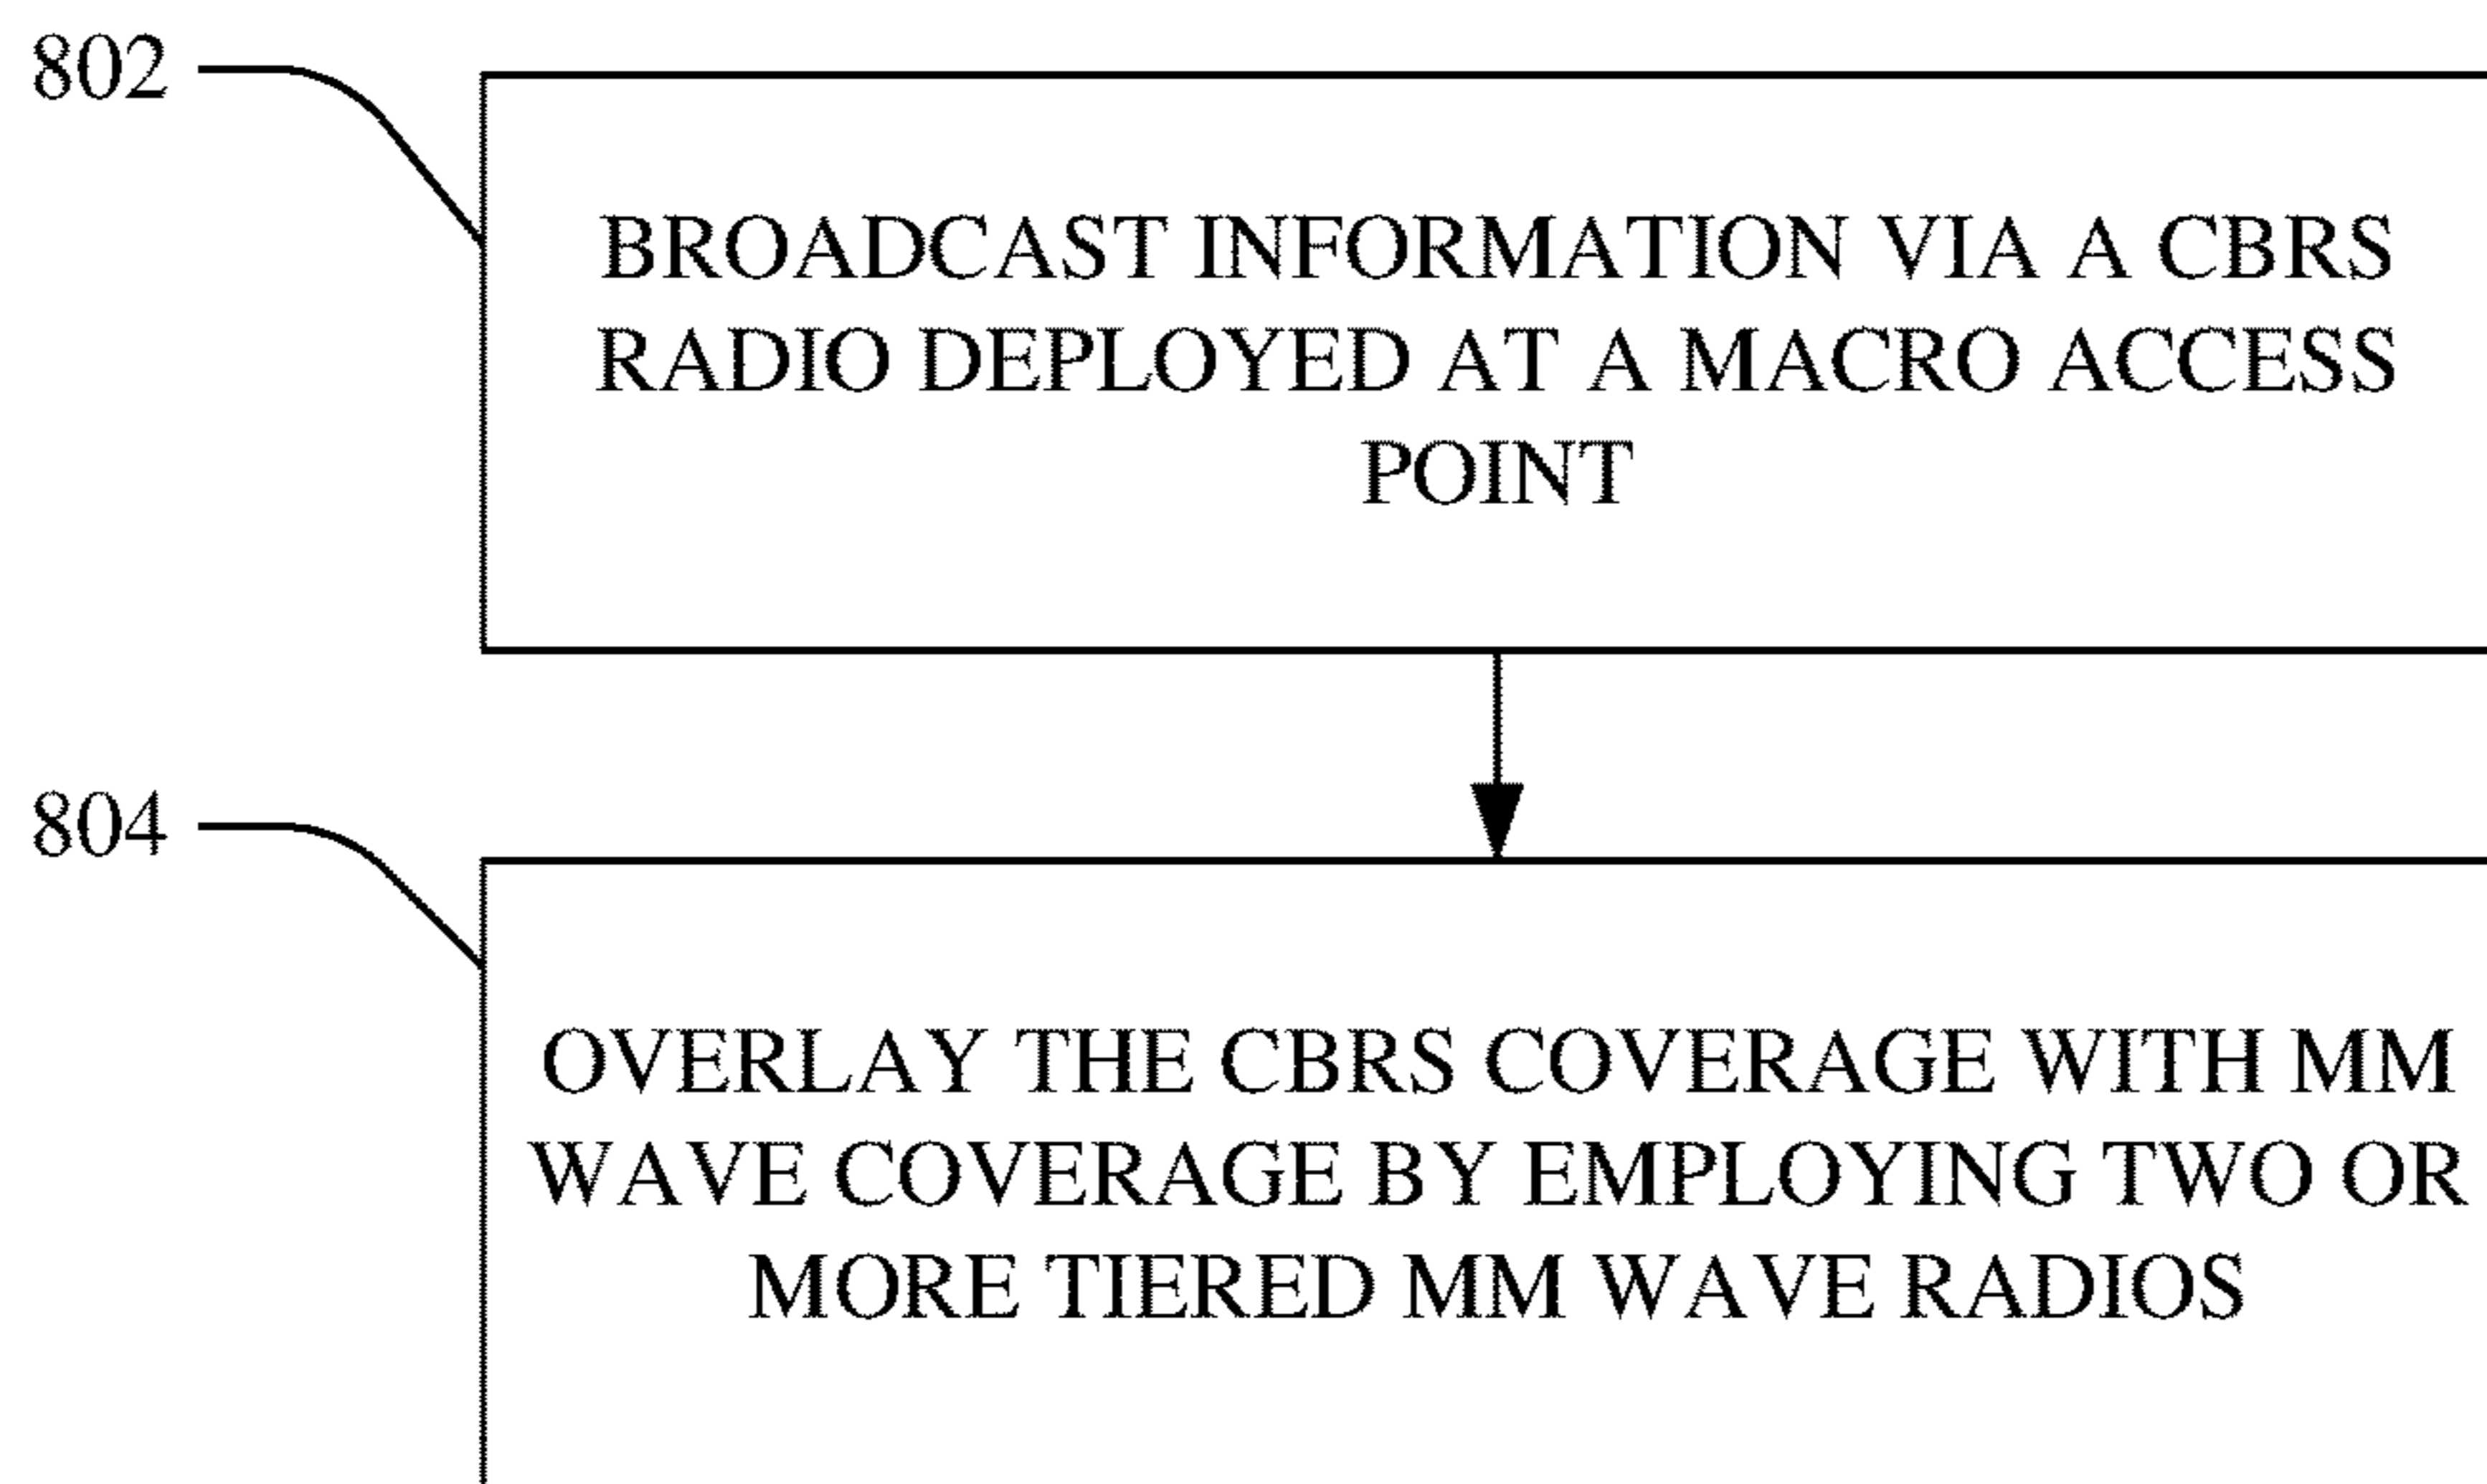 802
BROADCAST INFORMATION VIA A CBRS
RADIO DEPLOYED AT A MACRO ACCESS
POINT
804
OVERLAY THE CBRS COVERAGE WITH MM
WAVE COVERAGE BY EMPLOYING TWO OR
MORE TIERED MM WAVE RADIOS